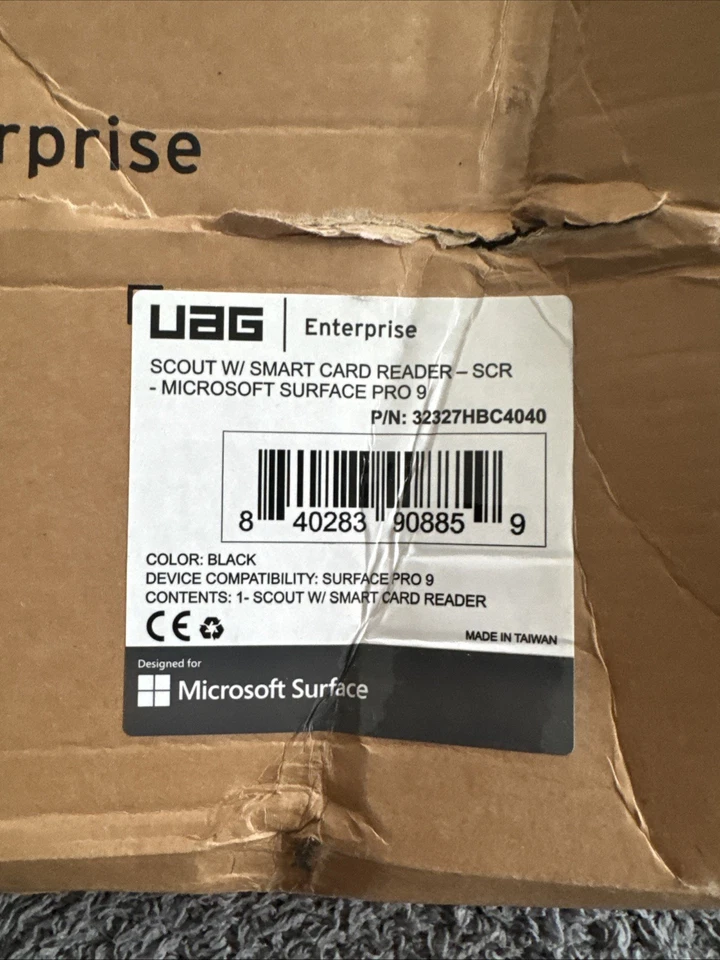 rprise
UAG Enterprise
SCOUT W/ SMART CARD READER – SCR
- MICROSOFT SURFACE PRO 9
P/N: 32327HBC4040
8 40283 90885 9
COLOR: BLACK
DEVICE COMPATIBILITY: SURFACE PRO 9
CONTENTS: 1- SCOUT W/ SMART CARD READER
CE
MADE IN TAIWAN
Designed for
Microsoft Surface